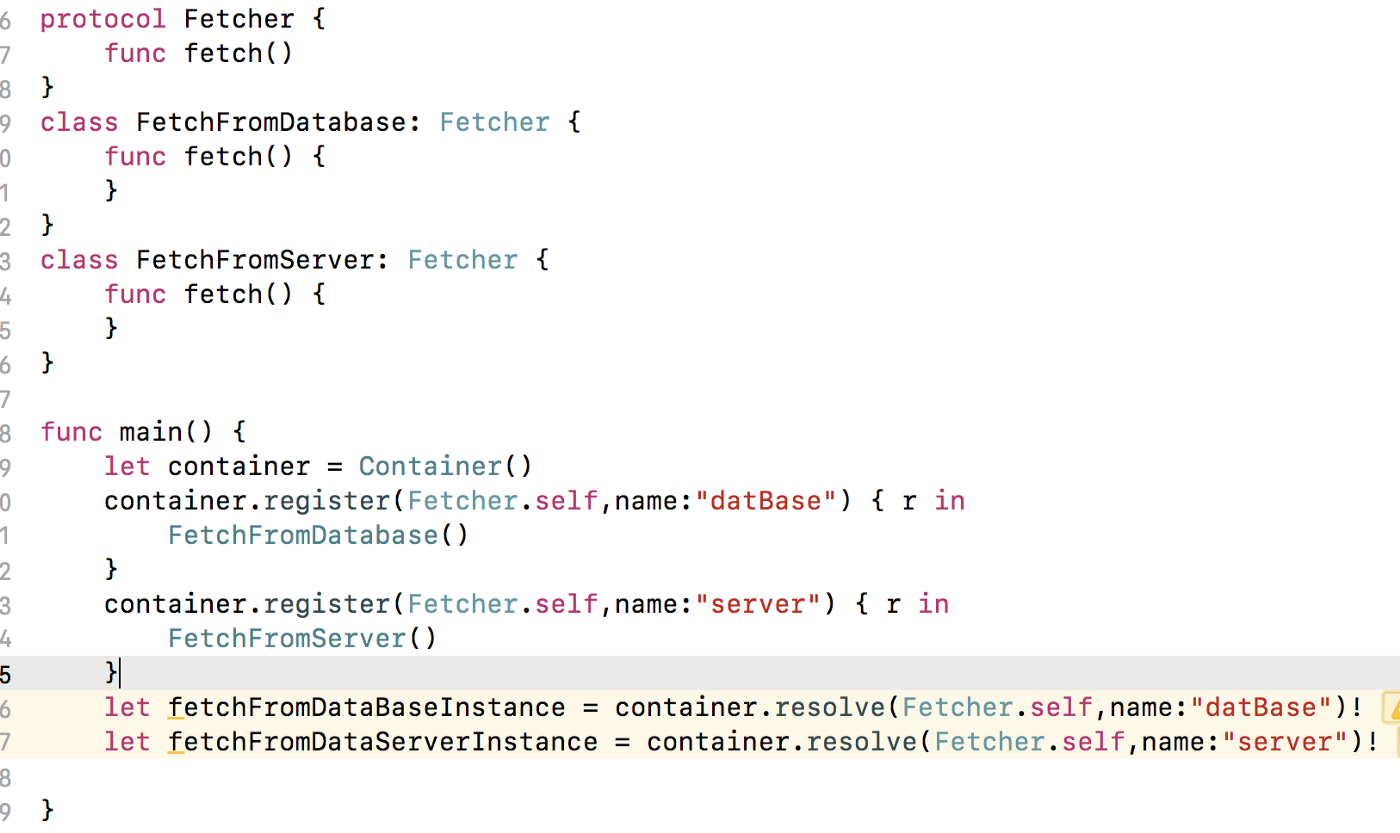 6 protocol Fetcher {
7     func fetch()
8 }
9 class FetchFromDatabase: Fetcher {
0     func fetch() {
1     }
2 }
3 class FetchFromServer: Fetcher {
4     func fetch() {
5     }
6 }
7
8 func main() {
9     let container = Container()
0     container.register(Fetcher.self,name:"datBase") { r in
1         FetchFromDatabase()
2     }
3     container.register(Fetcher.self,name:"server") { r in
4         FetchFromServer()
5     }
6     let fetchFromDataBaseInstance = container.resolve(Fetcher.self,name:"datBase")!
7     let fetchFromDataServerInstance = container.resolve(Fetcher.self,name:"server")!
8
9 }